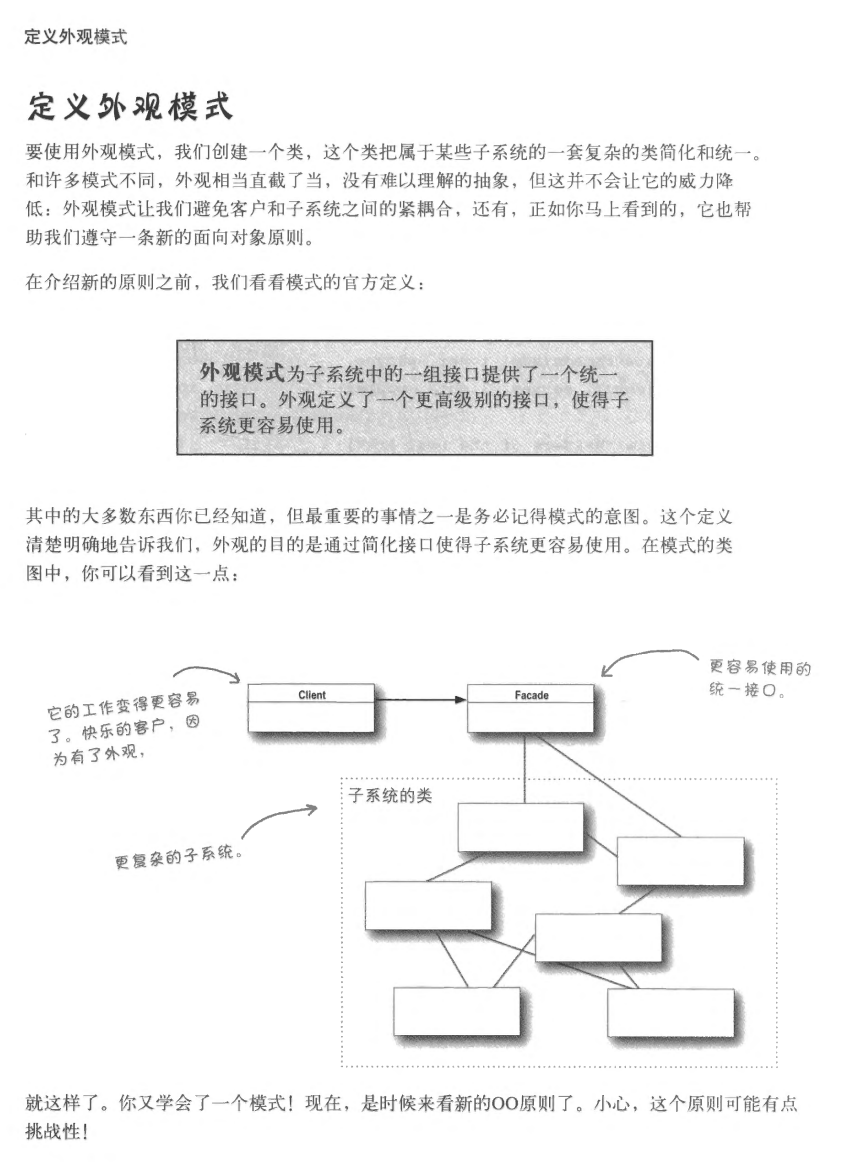 定义外观模式
定义外观模式
要使用外观模式，我们创建一个类，这个类把属于某些子系统的一套复杂的类简化和统一。
和许多模式不同，外观相当直截了当，没有难以理解的抽象，但这并不会让它的威力降
低：外观模式让我们避免客户和子系统之间的紧耦合，还有，正如你马上看到的，它也帮
助我们遵守一条新的面向对象原则。
在介绍新的原则之前，我们看看模式的官方定义：
外观模式为子系统中的一组接口提供了一个统一
的接口。外观定义了一个更高级别的接口，使得子
系统更容易使用。
其中的大多数东西你已经知道，但最重要的事情之一是务必记得模式的意图。这个定义
清楚明确地告诉我们，外观的目的是通过简化接口使得子系统更容易使用。在模式的类
图中，你可以看到这一点：
它的工作变得更容易
了。快乐的客户，因
为有了外观，
Client
Facade
更容易使用的
统一接口。
子系统的类
更复杂的子系统。
就这样了。你又学会了一个模式！现在，是时候来看新的OO原则了。小心，这个原则可能有点
挑战性！